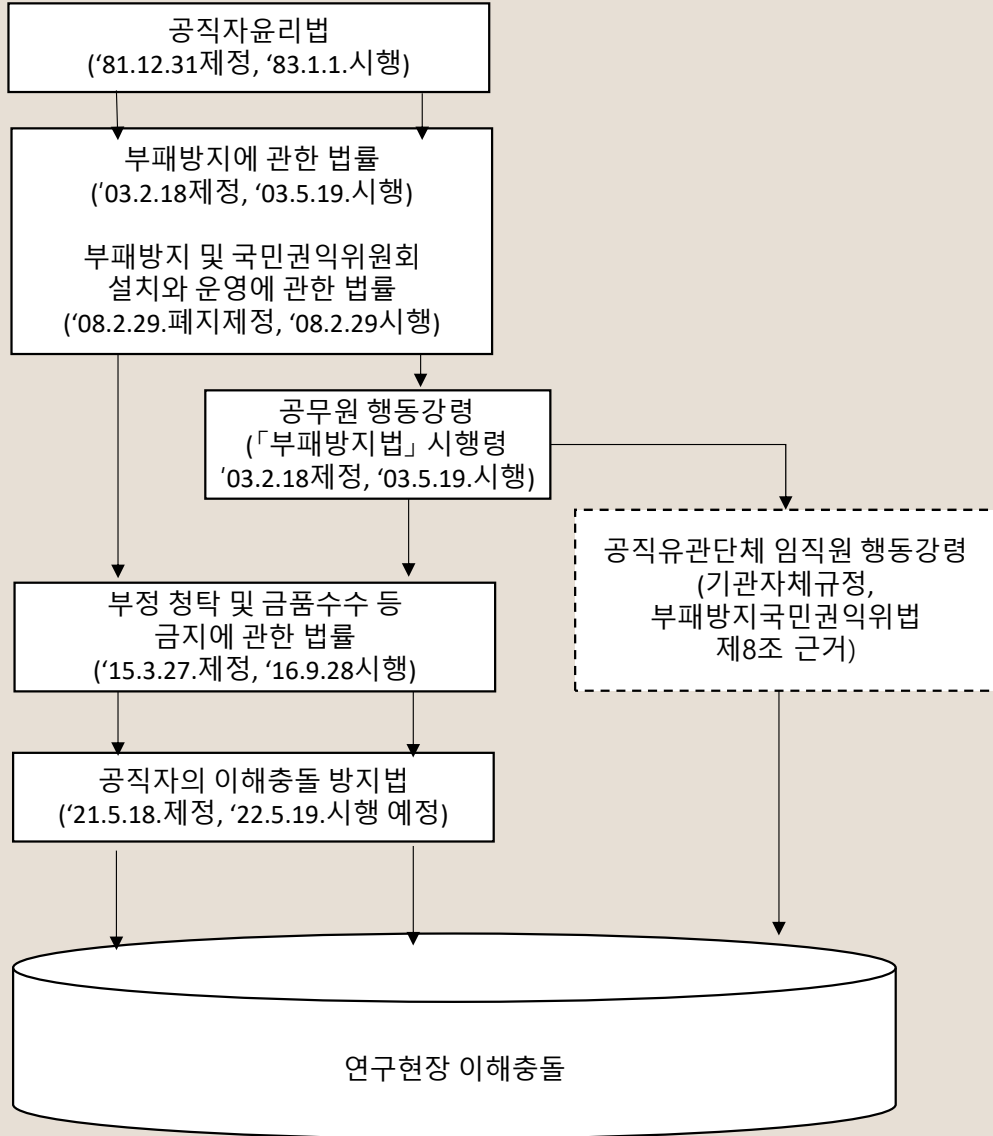 공직자윤리법
(‘81.12.31제정, ‘83.1.1.시행)
부패방지에 관한 법률
(‘03.2.18제정, ‘03.5.19.시행)
부패방지 및 국민권익위원회
설치와 운영에 관한 법률
(‘08.2.29.폐지제정, ‘08.2.29시행)
공무원 행동강령
(「부패방지법」 시행령
’03.2.18제정, ‘03.5.19.시행)
공직유관단체 임직원 행동강령
(기관자체규정,
부패방지국민권익위법
제8조 근거)
부정 청탁 및 금품수수 등
금지에 관한 법률
(‘15.3.27.제정, ‘16.9.28시행)
공직자의 이해충돌 방지법
(‘21.5.18.제정, ‘22.5.19.시행 예정)
연구현장 이해충돌